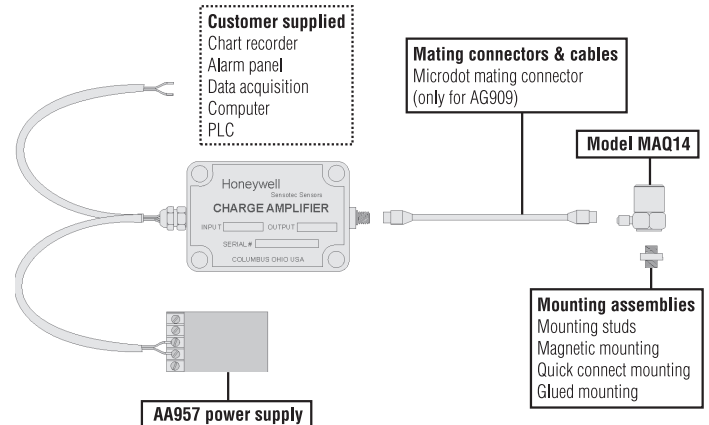 Customer supplied
Chart recorder
Alarm panel
Data acquisition
Computer
PLC
Mating connectors & cables
Microdot mating connector
(only for AG909)
Model MAQ14
Honeywell
Sensotec Sensors
CHARGE AMPLIFIER
INPUT OUTPUT
SERIAL#
COLUMBUS OHIO USA
Mounting assemblies
Mounting studs
Magnetic mounting
Quick connect mounting
Glued mounting
AA957 power supply